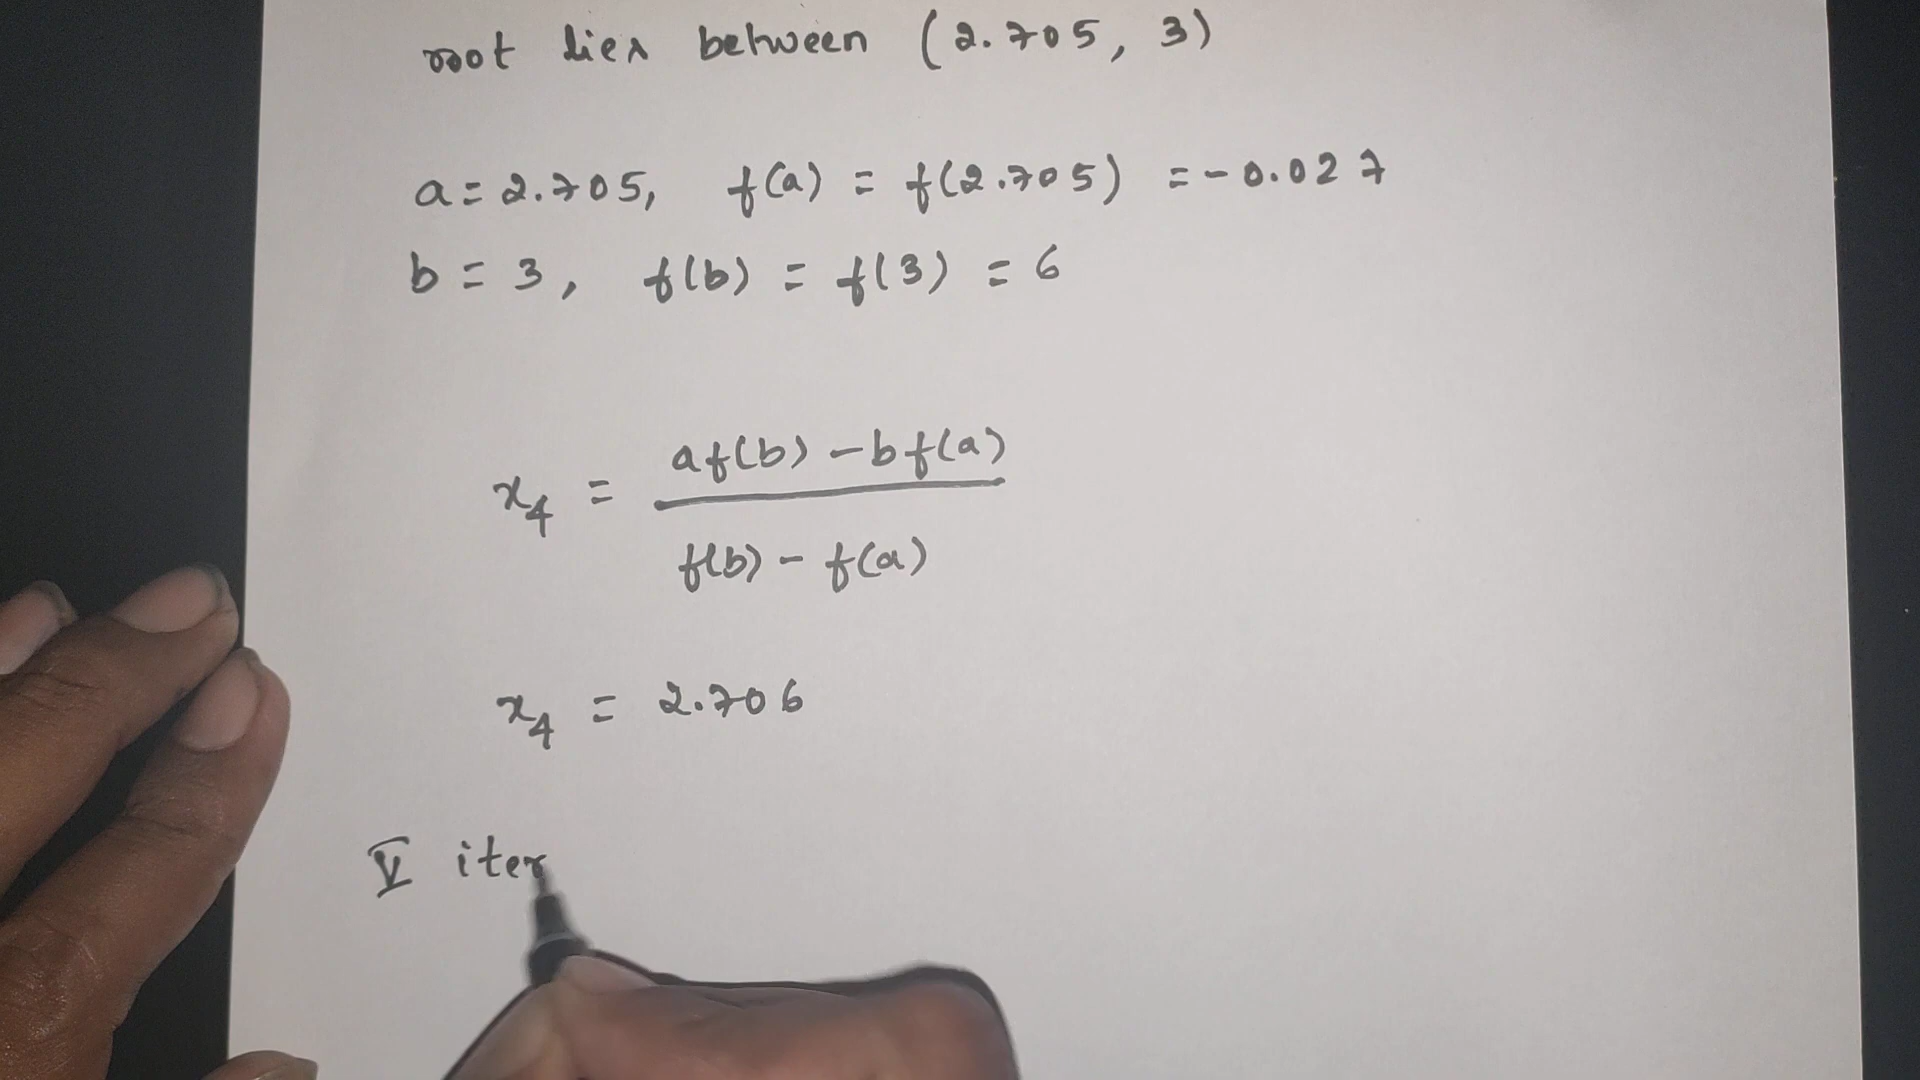 root lies between (2.705, 3)
a = 2.705, f(a) = f(2.705) = -0.027
b = 3, f(b) = f(3) = 6
x₄ = af(b) - bf(a) / f(b) - f(a)
x₄ = 2.706
V iter